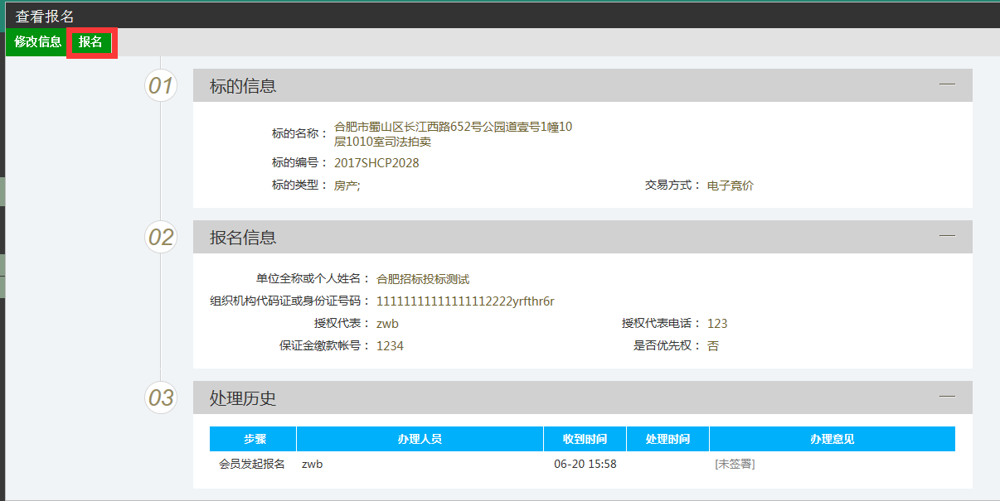 查看报名
修改信息 报名
01 标的信息
标的名称： 合肥市蜀山区长江西路652号公园道壹号1幢10
层1010室司法拍卖
标的编号： 2017SHCP2028
标的类型： 房产; 交易方式： 电子竞价
02 报名信息
单位全称或个人姓名： 合肥招标投标测试
组织机构代码证或身份证号码： 11111111111111112222yrfthr6r
授权代表： zwb 授权代表电话： 123
保证金缴款帐号： 1234 是否优先权： 否
03 处理历史
步骤 办理人员 收到时间 处理时间 办理意见
会员发起报名 zwb 06-20 15:58 [未签署]